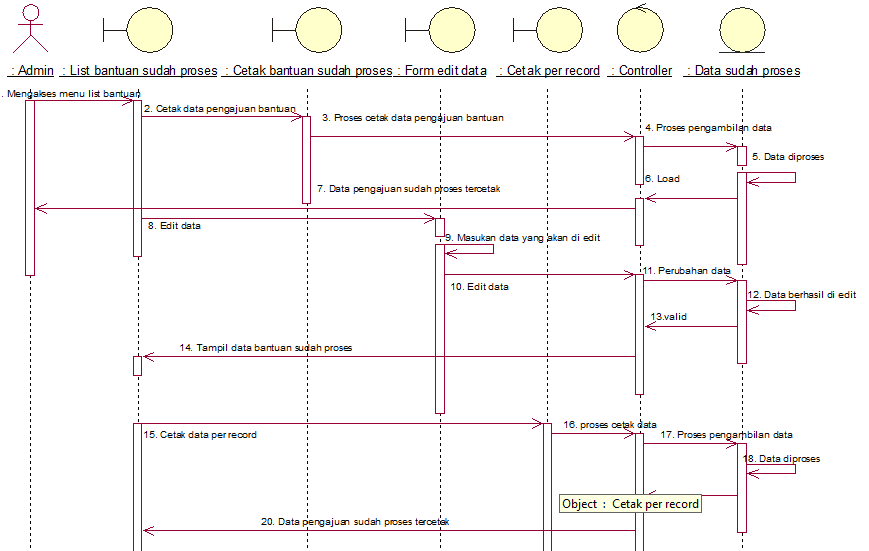 : Admin
: List bantuan sudah proses
: Cetak bantuan sudah proses
: Form edit data
: Cetak per record
: Controller
: Data sudah proses
. Mengakses menu list bantuan
2. Cetak data pengajuan bantuan
3. Proses cetak data pengajuan bantuan
4. Proses pengambilan data
5. Data diproses
6. Load
7. Data pengajuan sudah proses tercetak
8. Edit data
9. Masukan data yang akan di edit
10. Edit data
11. Perubahan data
12. Data berhasil di edit
13.valid
14. Tampil data bantuan sudah proses
15. Cetak data per record
16. proses cetak data
17. Proses pengambilan data
18. Data diproses
Object : Cetak per record
20. Data pengajuan sudah proses tercetek